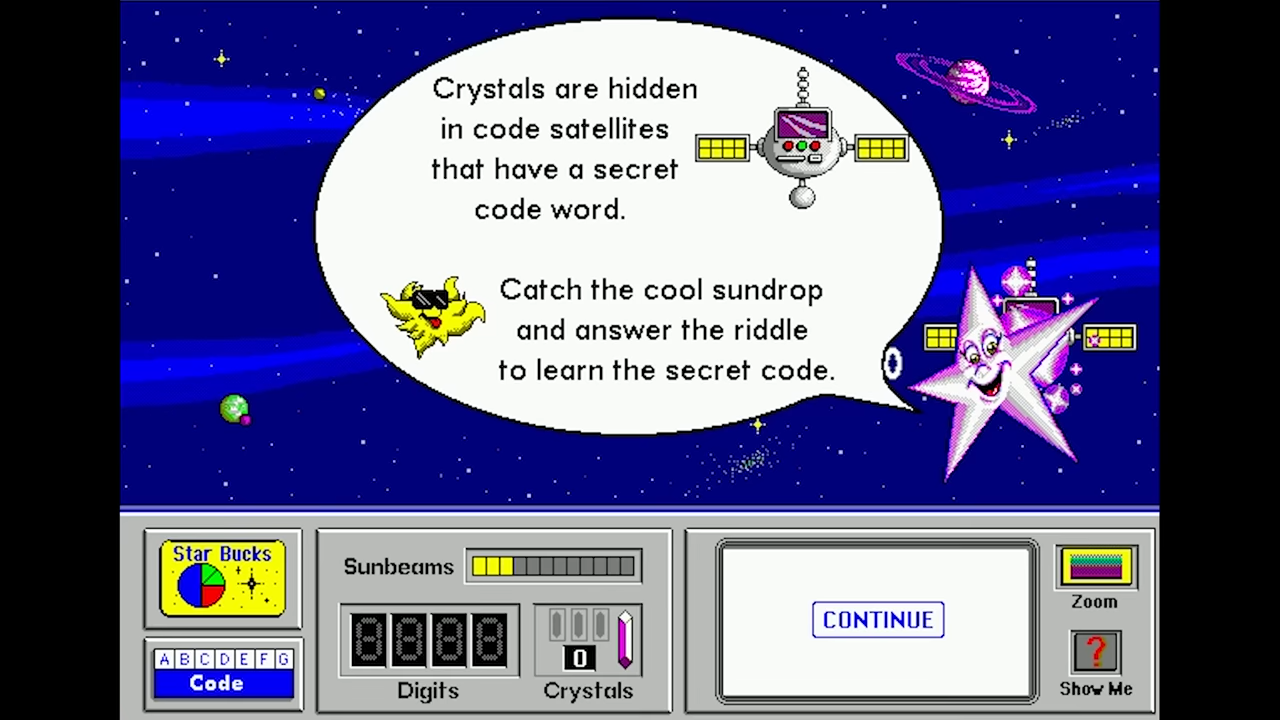 Crystals are hidden
in code satellites
that have a secret
code word.
Catch the cool sundrop
and answer the riddle
to learn the secret code.
Star Bucks
A B C D E F G
Code
Sunbeams
Digits
0
Crystals
CONTINUE
Zoom
?
Show Me